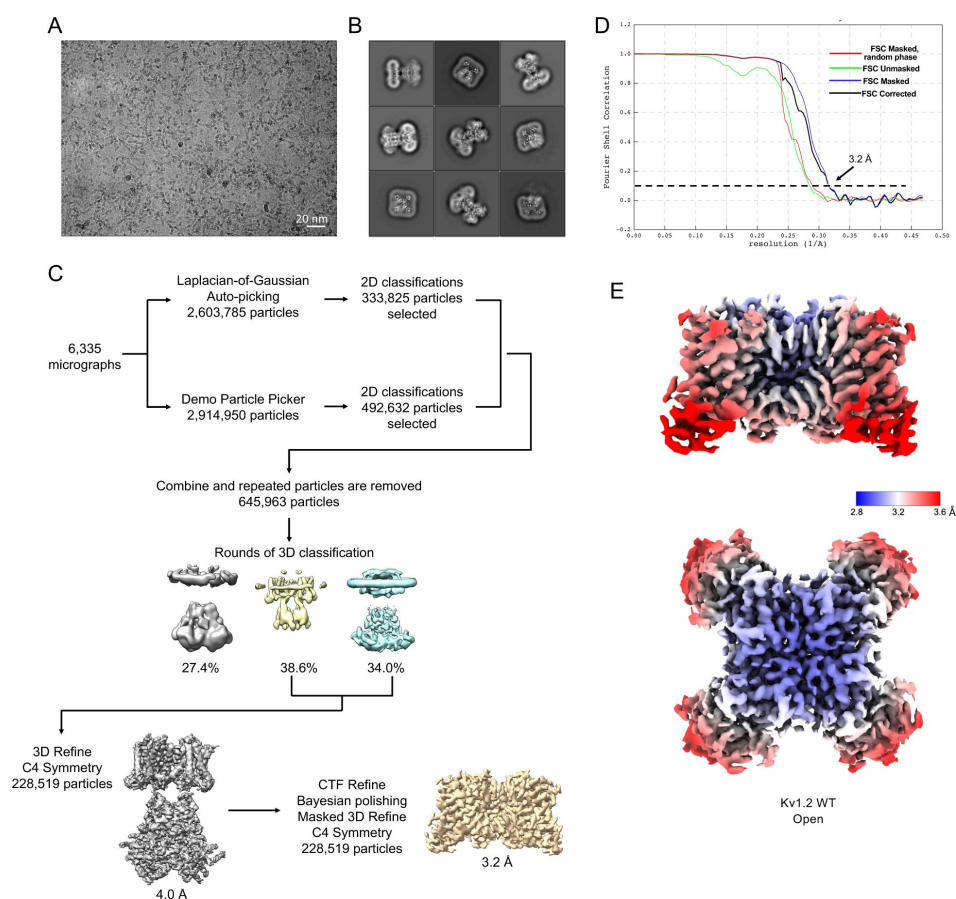 A
20 nm
B
C
6,335
micrographs
Laplacian-of-Gaussian
Auto-picking
2,603,785 particles
2D classifications
333,825 particles
selected
Demo Particle Picker
2,914,950 particles
2D classifications
492,632 particles
selected
Combine and repeated particles are removed
645,963 particles
Rounds of 3D classification
27.4%
38.6%
34.0%
3D Refine
C4 Symmetry
228,519 particles
4.0 Å
CTF Refine
Bayesian polishing
Masked 3D Refine
C4 Symmetry
228,519 particles
3.2 Å
D
Fourier Shell Correlation
1.2
1.0
0.8
0.6
0.4
0.2
0.0
-0.2
FSC Masked,
random phase
FSC Unmasked
FSC Masked
FSC Corrected
3.2 Å
0.00 0.05 0.10 0.15 0.20 0.25 0.30 0.35 0.40 0.45 0.50
resolution (1/A)
E
2.8 3.2 3.6 Å
Kv1.2 WT
Open